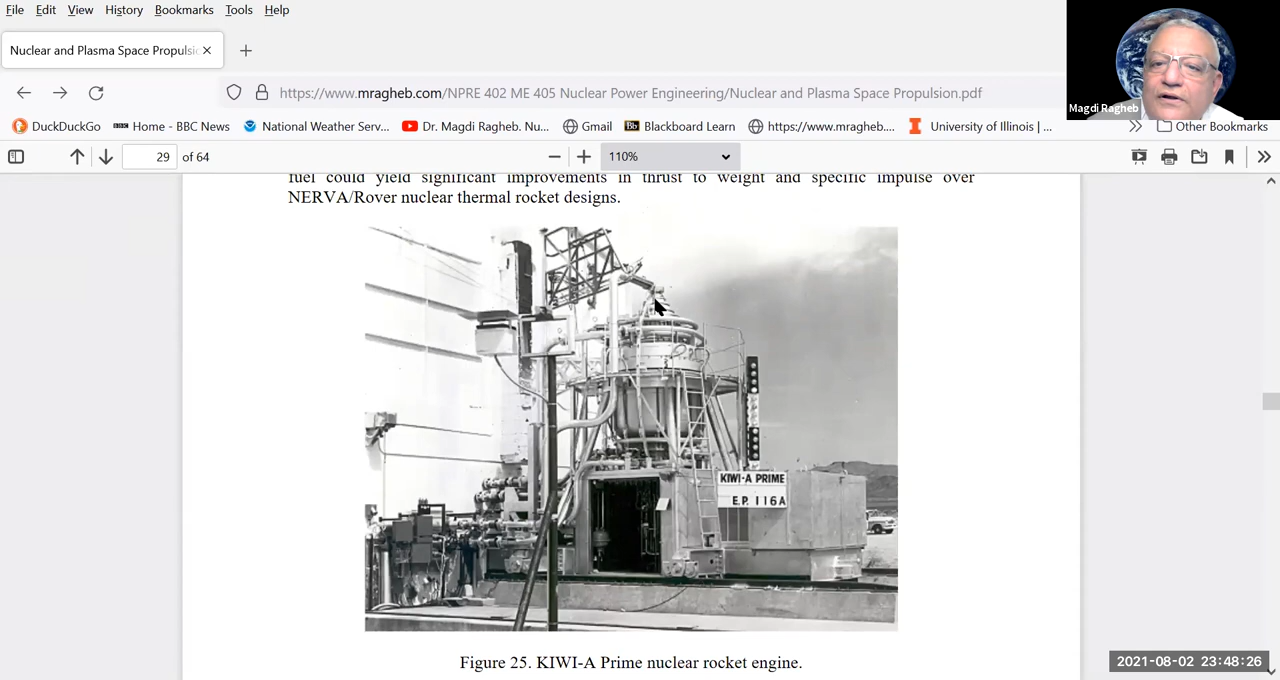 File Edit View History Bookmarks Tools Help
Nuclear and Plasma Space Propulsi
https://www.mragheb.com/NPRE 402 ME 405 Nuclear Power Engineering/Nuclear and Plasma Space Propulsion.pdf
Magdi Ragheb
DuckDuckGo BBC Home - BBC News National Weather Serv... Dr. Magdi Ragheb. Nu... Gmail Bb Blackboard Learn https://www.mragheb.... I University of Illinois |... Other Bookmarks
29 of 64 110%
fuel could yield significant improvements in thrust to weight and specific impulse over
NERVA/Rover nuclear thermal rocket designs.
KIWI-A PRIME
E.P. 116A
Figure 25. KIWI-A Prime nuclear rocket engine.
2021-08-02 23:48:26